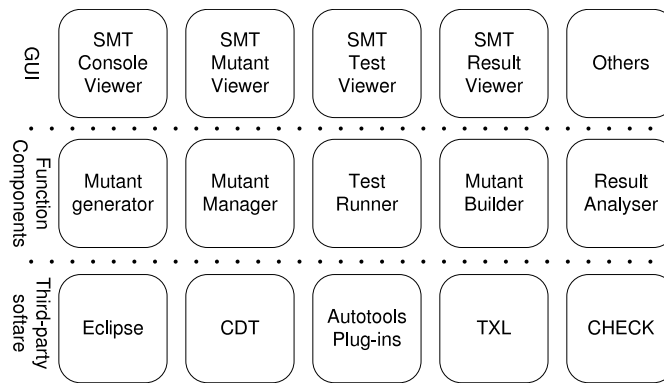 GUI
SMT
Console
Viewer
SMT
Mutant
Viewer
SMT
Test
Viewer
SMT
Result
Viewer
Others
Function
Components
Mutant
generator
Mutant
Manager
Test
Runner
Mutant
Builder
Result
Analyser
Third-party
softare
Eclipse
CDT
Autotools
Plug-ins
TXL
CHECK